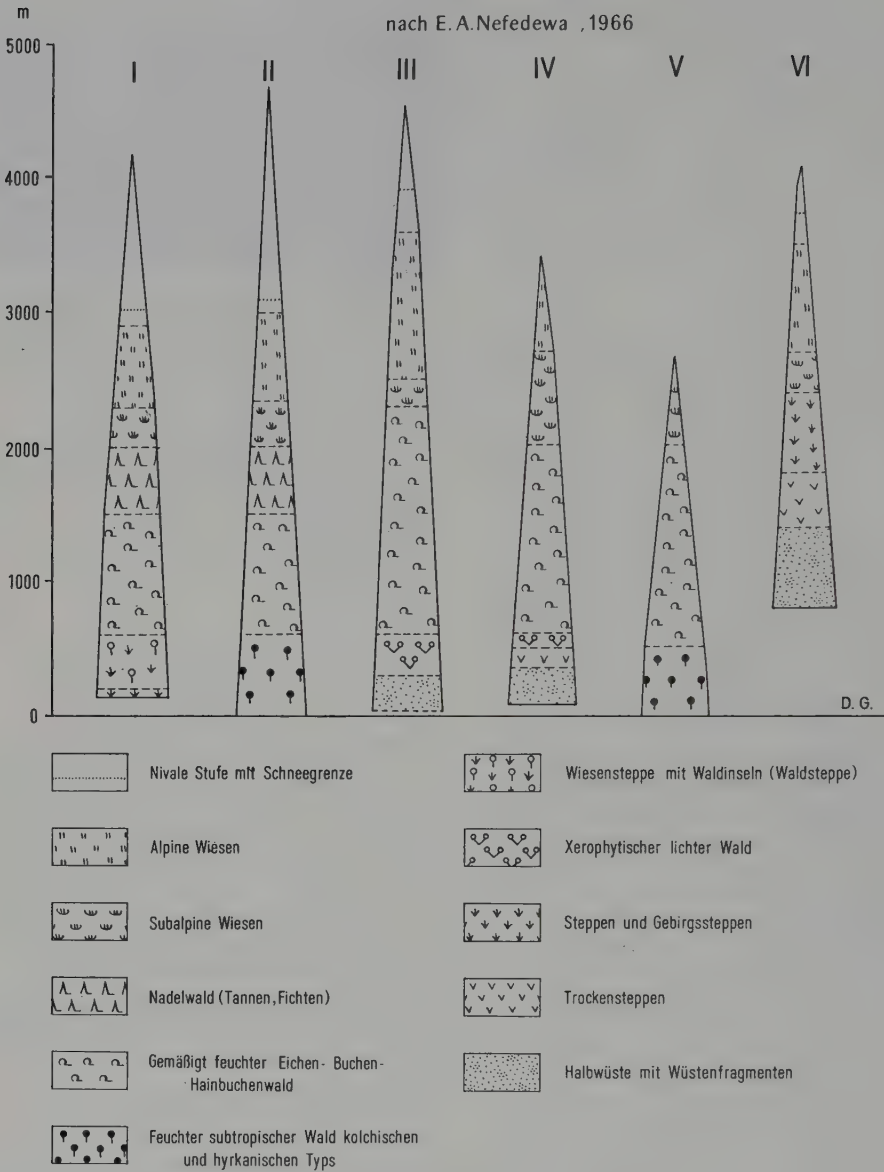 nach E. A. Nefedewa , 1966
m
5000
4000
3000
2000
1000
0
I
II
III
IV
V
VI
D. G.
Nivale Stufe mit Schneegrenze
Alpine Wiesen
Subalpine Wiesen
Nadelwald (Tannen, Fichten)
Gemäßigt feuchter Eichen- Buchen-
Hainbuchenwald
Feuchter subtropischer Wald kolchischen
und hyrkanischen Typs
Wiesensteppe mit Waldinseln (Waldsteppe)
Xerophytischer lichter Wald
Steppen und Gebirgssteppen
Trockensteppen
Halbwüste mit Wüstenfragmenten